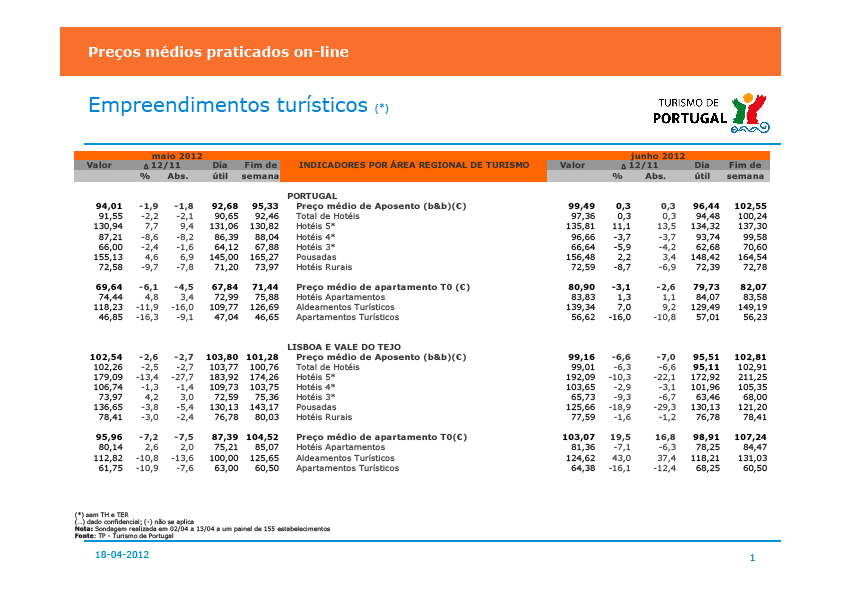 Preços médios praticados on-line
Empreendimentos turísticos (*)
TURISMO DE
PORTUGAL
maio 2012 junho 2012
Valor Δ 12/11 Dia Fim de INDICADORES POR ÁREA REGIONAL DE TURISMO Valor Δ 12/11 Dia Fim de
% Abs. útil semana % Abs. útil semana
PORTUGAL
94,01 -1,9 -1,8 92,68 95,33 Preço médio de Aposento (b&b)(€) 99,49 0,3 0,3 96,44 102,55
91,55 -2,2 -2,1 90,65 92,46 Total de Hotéis 97,36 0,3 0,3 94,48 100,24
130,94 7,7 9,4 131,06 130,82 Hotéis 5* 135,81 11,1 13,5 134,32 137,30
87,21 -8,6 -8,2 86,39 88,04 Hotéis 4* 96,66 -3,7 -3,7 93,74 99,58
66,00 -2,4 -1,6 64,12 67,88 Hotéis 3* 66,64 -5,9 -4,2 62,68 70,60
155,13 4,6 6,9 145,00 165,27 Pousadas 156,48 2,2 3,4 148,42 164,54
72,58 -9,7 -7,8 71,20 73,97 Hotéis Rurais 72,59 -8,7 -6,9 72,39 72,78
69,64 -6,1 -4,5 67,84 71,44 Preço médio de apartamento T0 (€) 80,90 -3,1 -2,6 79,73 82,07
74,44 4,8 3,4 72,99 75,88 Hotéis Apartamentos 83,83 1,3 1,1 84,07 83,58
118,23 -11,9 -16,0 109,77 126,69 Aldeamentos Turísticos 139,34 7,0 9,2 129,49 149,19
46,85 -16,3 -9,1 47,04 46,65 Apartamentos Turísticos 56,62 -16,0 -10,8 57,01 56,23
LISBOA E VALE DO TEJO
102,54 -2,6 -2,7 103,80 101,28 Preço médio de Aposento (b&b)(€) 99,16 -6,6 -7,0 95,51 102,81
102,26 -2,5 -2,7 103,77 100,76 Total de Hotéis 99,01 -6,3 -6,6 95,11 102,91
179,09 -13,4 -27,7 183,92 174,26 Hotéis 5* 192,09 -10,3 -22,1 172,92 211,25
106,74 -1,3 -1,4 109,73 103,75 Hotéis 4* 103,65 -2,9 -3,1 101,96 105,35
73,97 4,2 3,0 72,59 75,36 Hotéis 3* 65,73 -9,3 -6,7 63,46 68,00
136,65 -3,8 -5,4 130,13 143,17 Pousadas 125,66 -18,9 -29,3 130,13 121,20
78,41 -3,0 -2,4 76,78 80,03 Hotéis Rurais 77,59 -1,6 -1,2 76,78 78,41
95,96 -7,2 -7,5 87,39 104,52 Preço médio de apartamento T0(€) 103,07 19,5 16,8 98,91 107,24
80,14 2,6 2,0 75,21 85,07 Hotéis Apartamentos 81,36 -7,1 -6,3 78,25 84,47
112,82 -10,8 -13,6 100,00 125,65 Aldeamentos Turísticos 124,62 43,0 37,4 118,21 131,03
61,75 -10,9 -7,6 63,00 60,50 Apartamentos Turísticos 64,38 -16,1 -12,4 68,25 60,50
(*) sem TH e TER
(..) dado confidencial; (-) não se aplica
Nota: Sondagem realizada em 02/04 a 13/04 a um painel de 155 estabelecimentos
Fonte: TP - Turismo de Portugal
18-04-2012
1